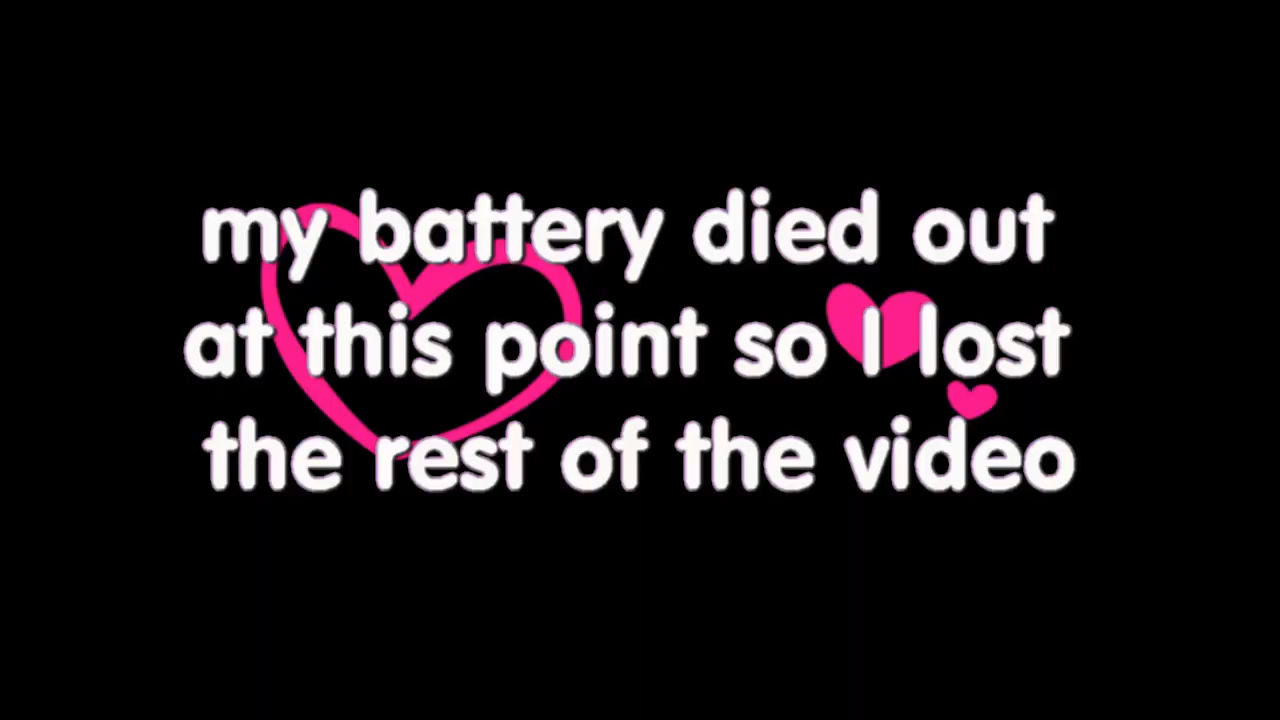 my battery died out
at this point so I lost
the rest of the video